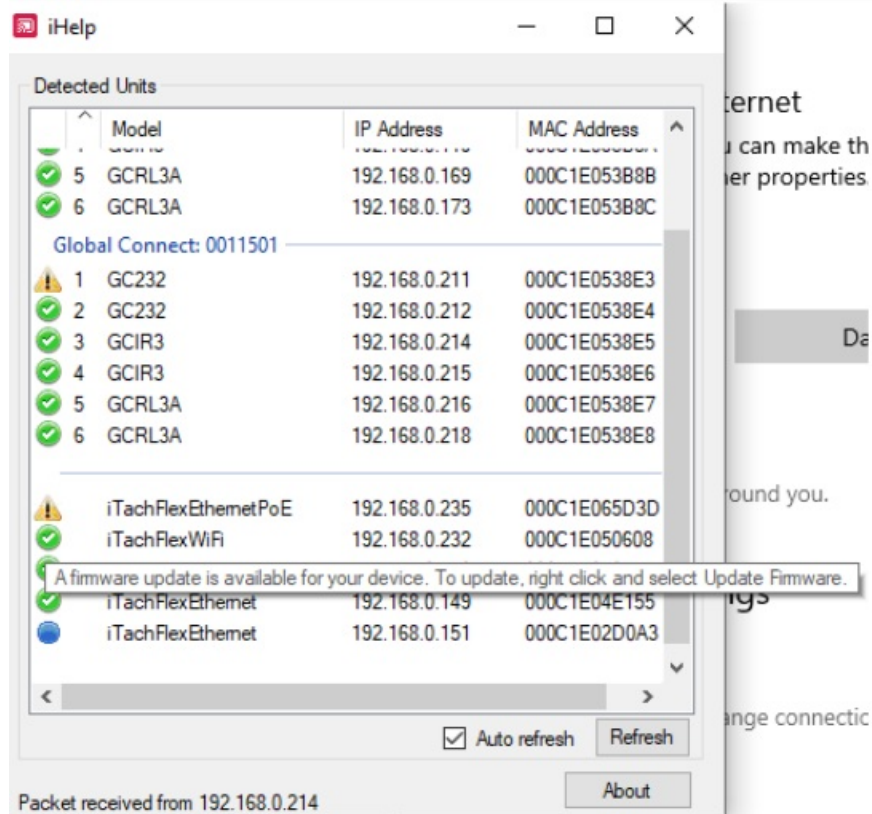 iHelp
Detected Units
Model IP Address MAC Address
5 GCRL3A 192.168.0.169 000C1E053B8B
6 GCRL3A 192.168.0.173 000C1E053B8C
Global Connect: 0011501
1 GC232 192.168.0.211 000C1E0538E3
2 GC232 192.168.0.212 000C1E0538E4
3 GCIR3 192.168.0.214 000C1E0538E5
4 GCIR3 192.168.0.215 000C1E0538E6
5 GCRL3A 192.168.0.216 000C1E0538E7
6 GCRL3A 192.168.0.218 000C1E0538E8
iTachFlexEthernetPoE 192.168.0.235 000C1E065D3D
iTachFlexWiFi 192.168.0.232 000C1E050608
A firmware update is available for your device. To update, right click and select Update Firmware.
iTachFlexEthernet 192.168.0.149 000C1E04E155
iTachFlexEthernet 192.168.0.151 000C1E02D0A3
Auto refresh Refresh
About
Packet received from 192.168.0.214
ternet
can make th
er properties.
Da
ound you.
ange connectic